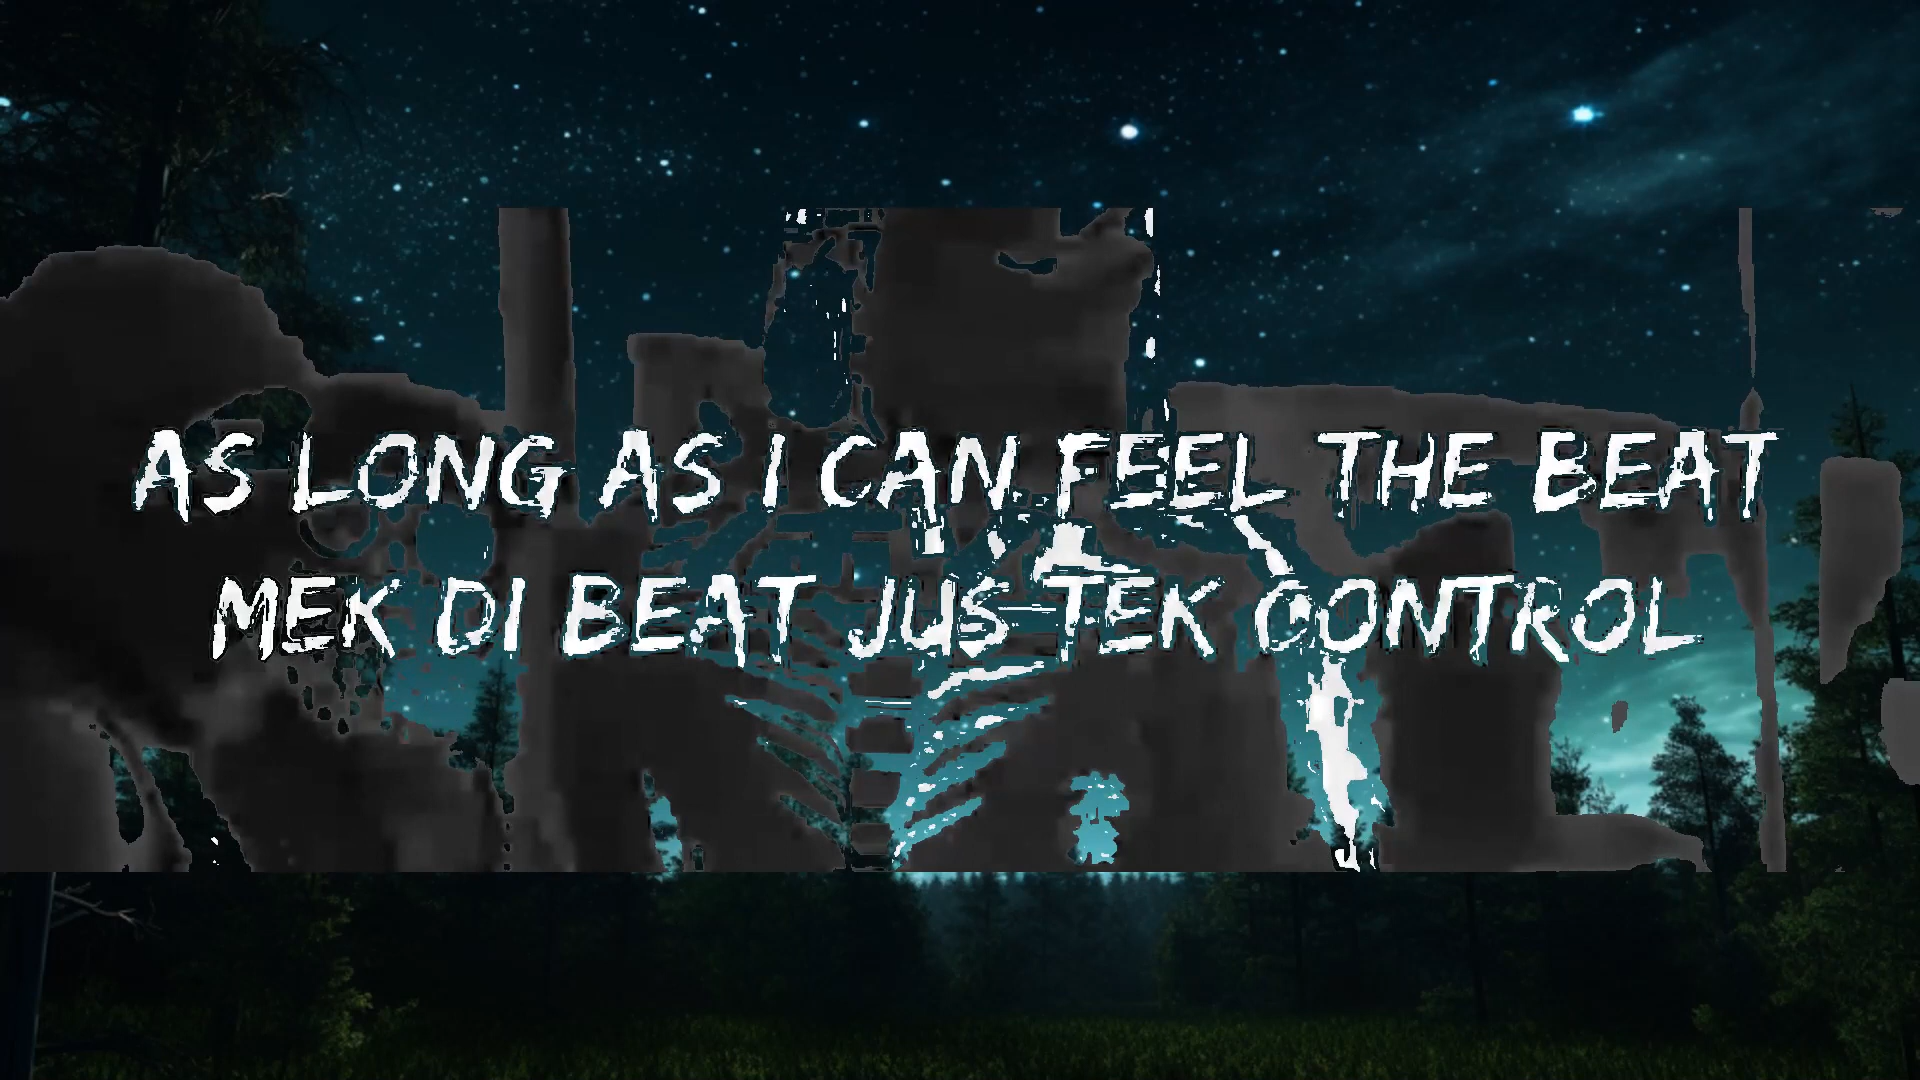 AS LONG AS I CAN FEEL THE BEAT
MEK DI BEAT JUS TEK CONTROL